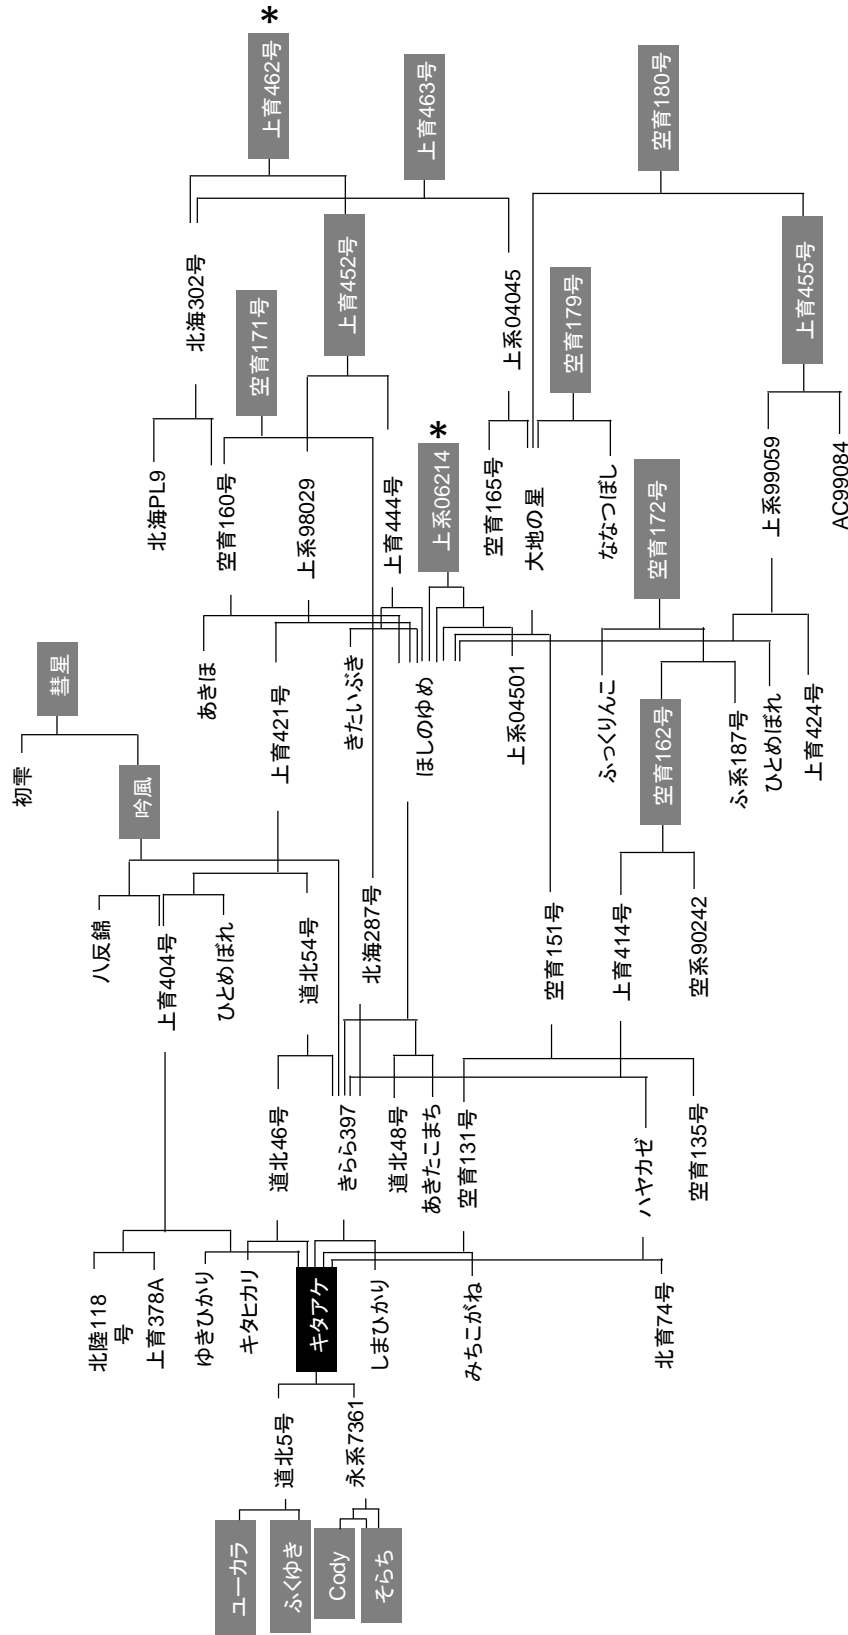 ユーカラ
ふくゆき
Cody
そらち
道北5号
永系7361
北陸118
号
上育378A
ゆきひかり
キタヒカリ
キタアケ
しまひかり
みちこがね
北育74号
道北46号
きらら397
道北48号
あきたこまち
空育131号
ハヤカゼ
空育135号
八反錦
上育404号
ひとめぼれ
道北54号
北海287号
空育151号
上育414号
空系90242
初雫
吟風
彗星
あきほ
上育421号
きたいぶき
ほしのゆめ
上系04501
ふっくりんこ
空育162号
ふ系187号
ひとめぼれ
上育424号
北海PL9
空育160号
上系98029
上育444号
上系06214
*
空育165号
大地の星
ななつぼし
空育172号
上系99059
AC99084
北海302号
空育171号
上育452号
上系04045
空育179号
上育455号
上育462号
*
上育463号
空育180号